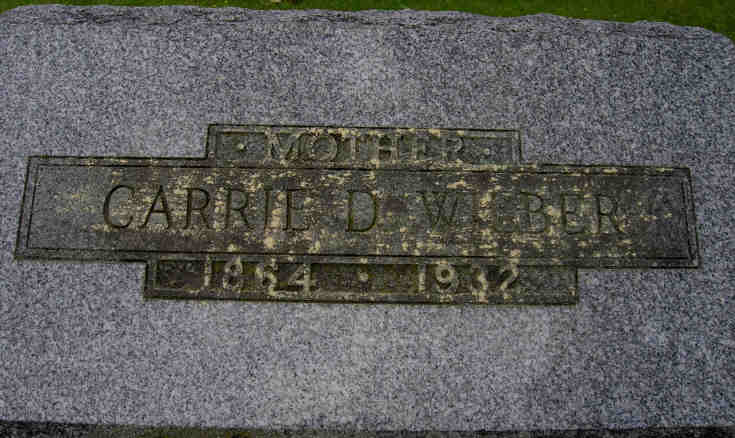 · MOTHER ·
CARRIE D. WILBER
1864 · 1932